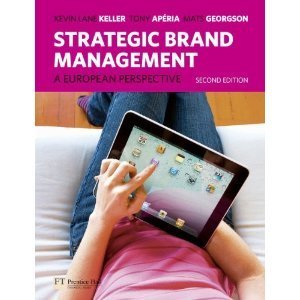 KEVIN LANE KELLER TONY APÉRIA MATS GEORGSON
STRATEGIC BRAND
MANAGEMENT
A EUROPEAN PERSPECTIVE SECOND EDITION
FT Prentice Hall